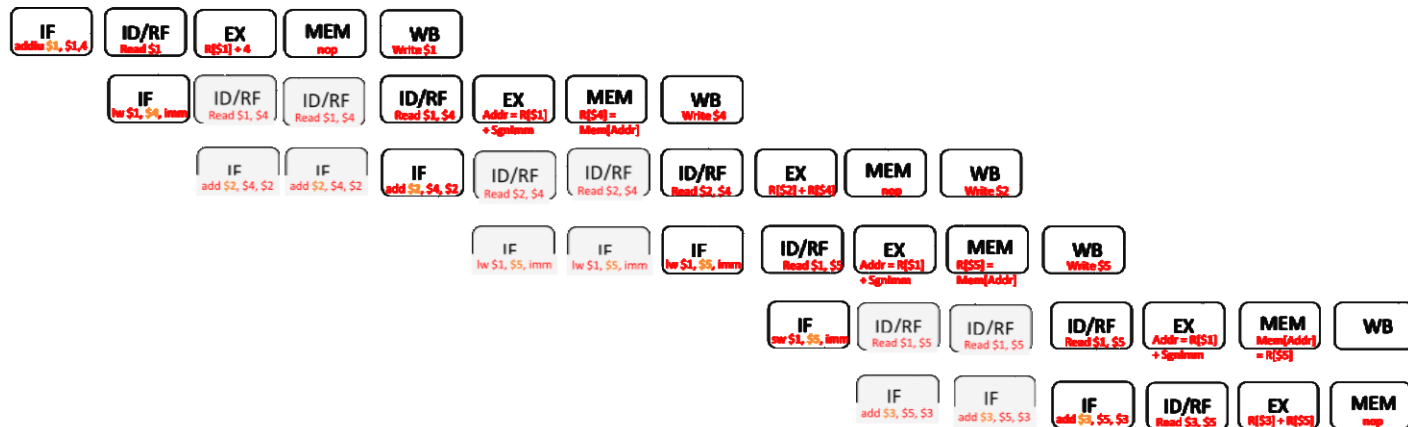 IF
addiu $1, $1,4
ID/RF
Read $1
EX
R[$1] + 4
MEM
nop
WB
Write $1
IF
lw $1, $4, imm
ID/RF
Read $1, $4
ID/RF
Read $1, $4
ID/RF
Read $1, $4
EX
Addr = R[$1]
+ SgnImm
MEM
R[$4] =
Mem[Addr]
WB
Write $4
IF
add $2, $4, $2
IF
add $2, $4, $2
IF
add $2, $4, $2
ID/RF
Read $2, $4
ID/RF
Read $2, $4
ID/RF
Read $2, $4
EX
R[$2] + R[$4]
MEM
nop
WB
Write $2
IF
lw $1, $5, imm
IF
lw $1, $5, imm
IF
lw $1, $5, imm
ID/RF
Read $1, $5
EX
Addr = R[$1]
+ SgnImm
MEM
R[$5] =
Mem[Addr]
WB
Write $5
IF
sw $1, $5, imm
ID/RF
Read $1, $5
ID/RF
Read $1, $5
ID/RF
Read $1, $5
EX
Addr = R[$1]
+ SgnImm
MEM
Mem[Addr]
= R[$5]
WB
IF
add $3, $5, $3
IF
add $3, $5, $3
IF
add $3, $5, $3
ID/RF
Read $3, $5
EX
R[$3] + R[$5]
MEM
nop